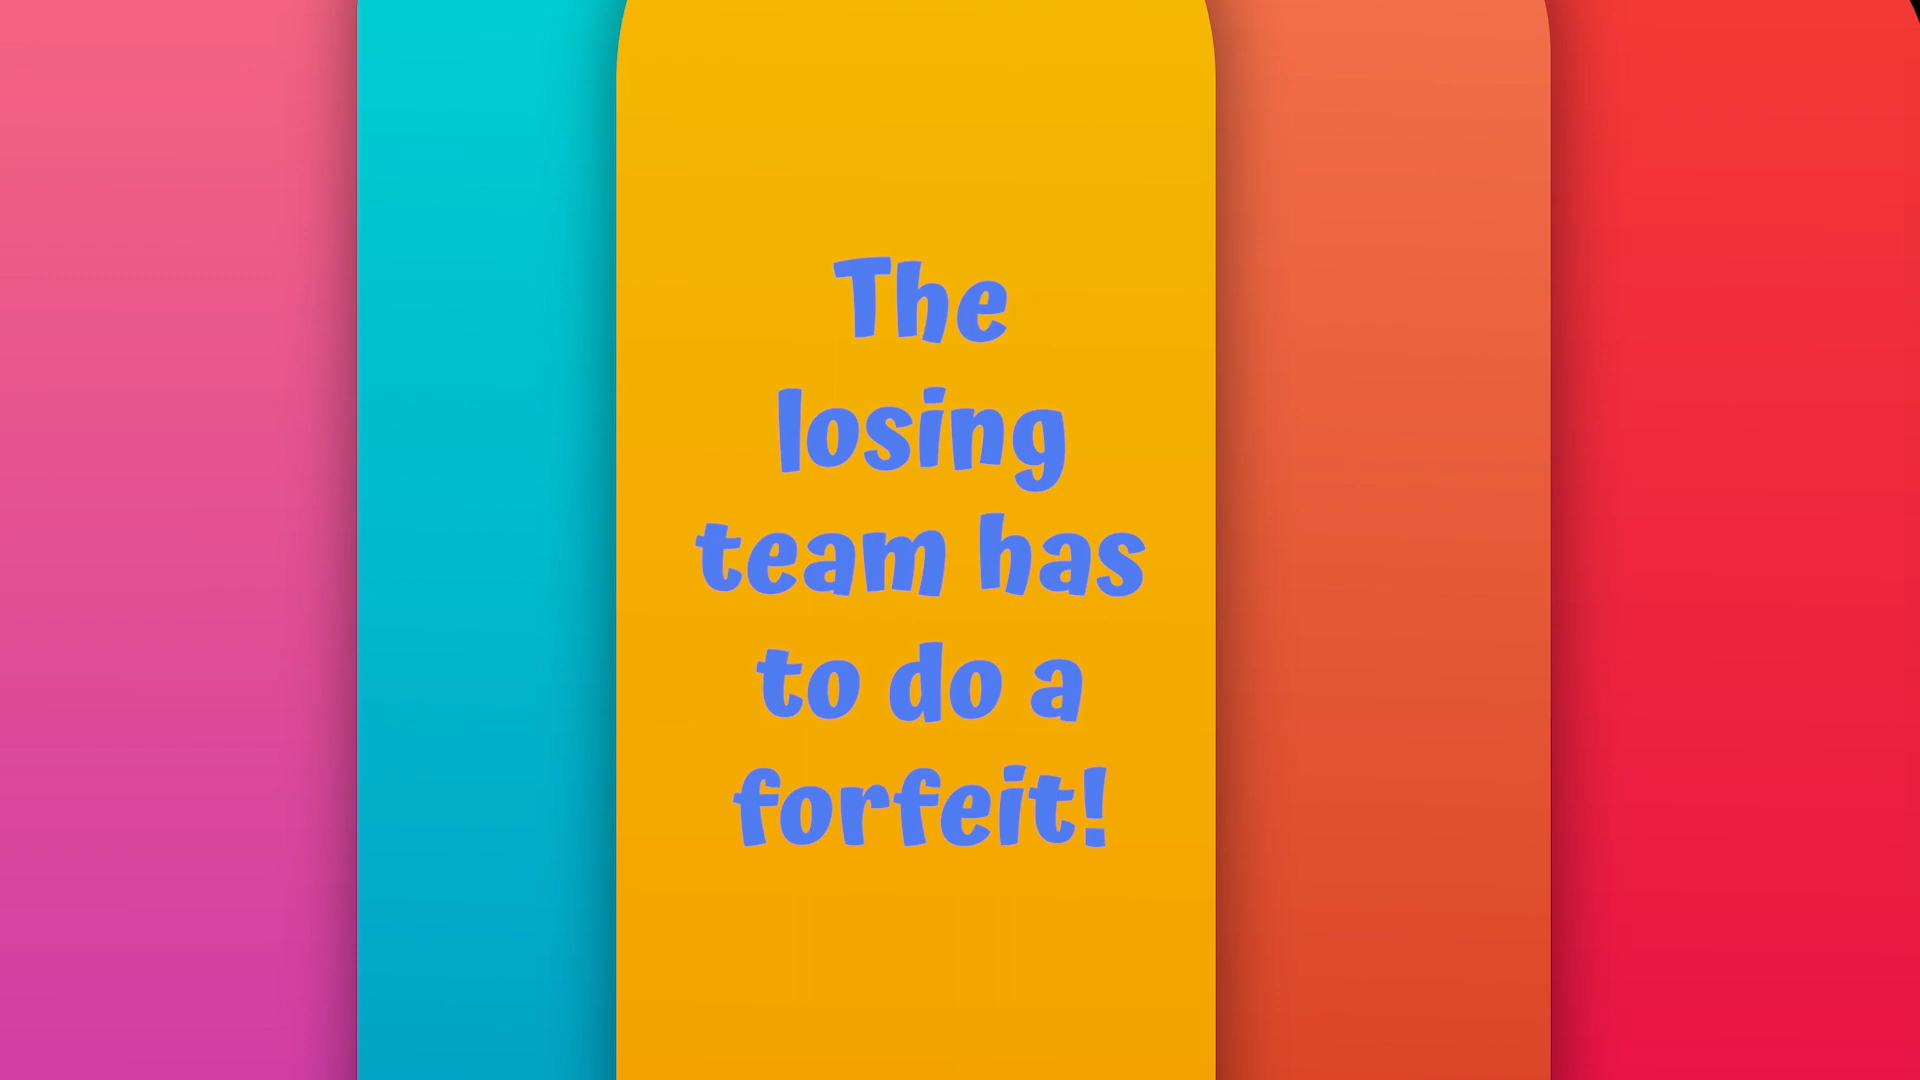 The
losing
team has
to do a
forfeit!